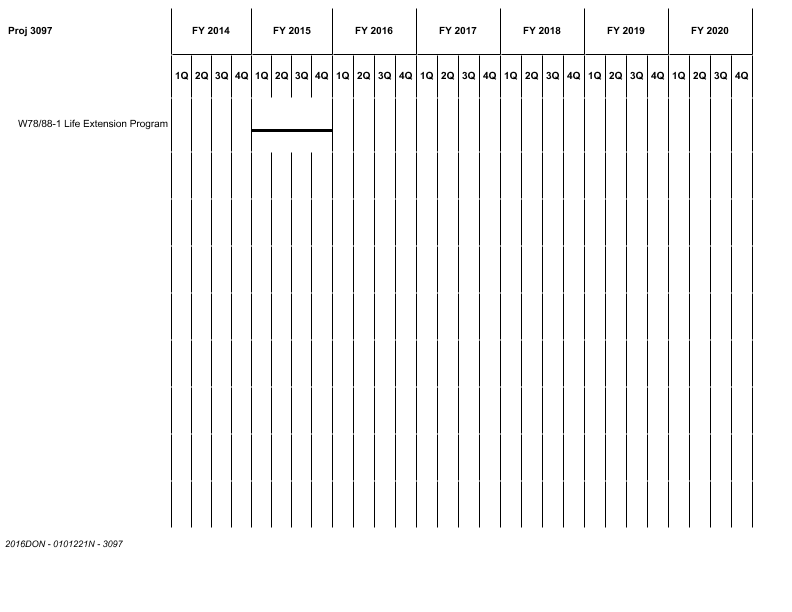 Proj 3097 FY 2014 FY 2015 FY 2016 FY 2017 FY 2018 FY 2019 FY 2020
1Q 2Q 3Q 4Q 1Q 2Q 3Q 4Q 1Q 2Q 3Q 4Q 1Q 2Q 3Q 4Q 1Q 2Q 3Q 4Q 1Q 2Q 3Q 4Q 1Q 2Q 3Q 4Q
W78/88-1 Life Extension Program
2016DON - 0101221N - 3097